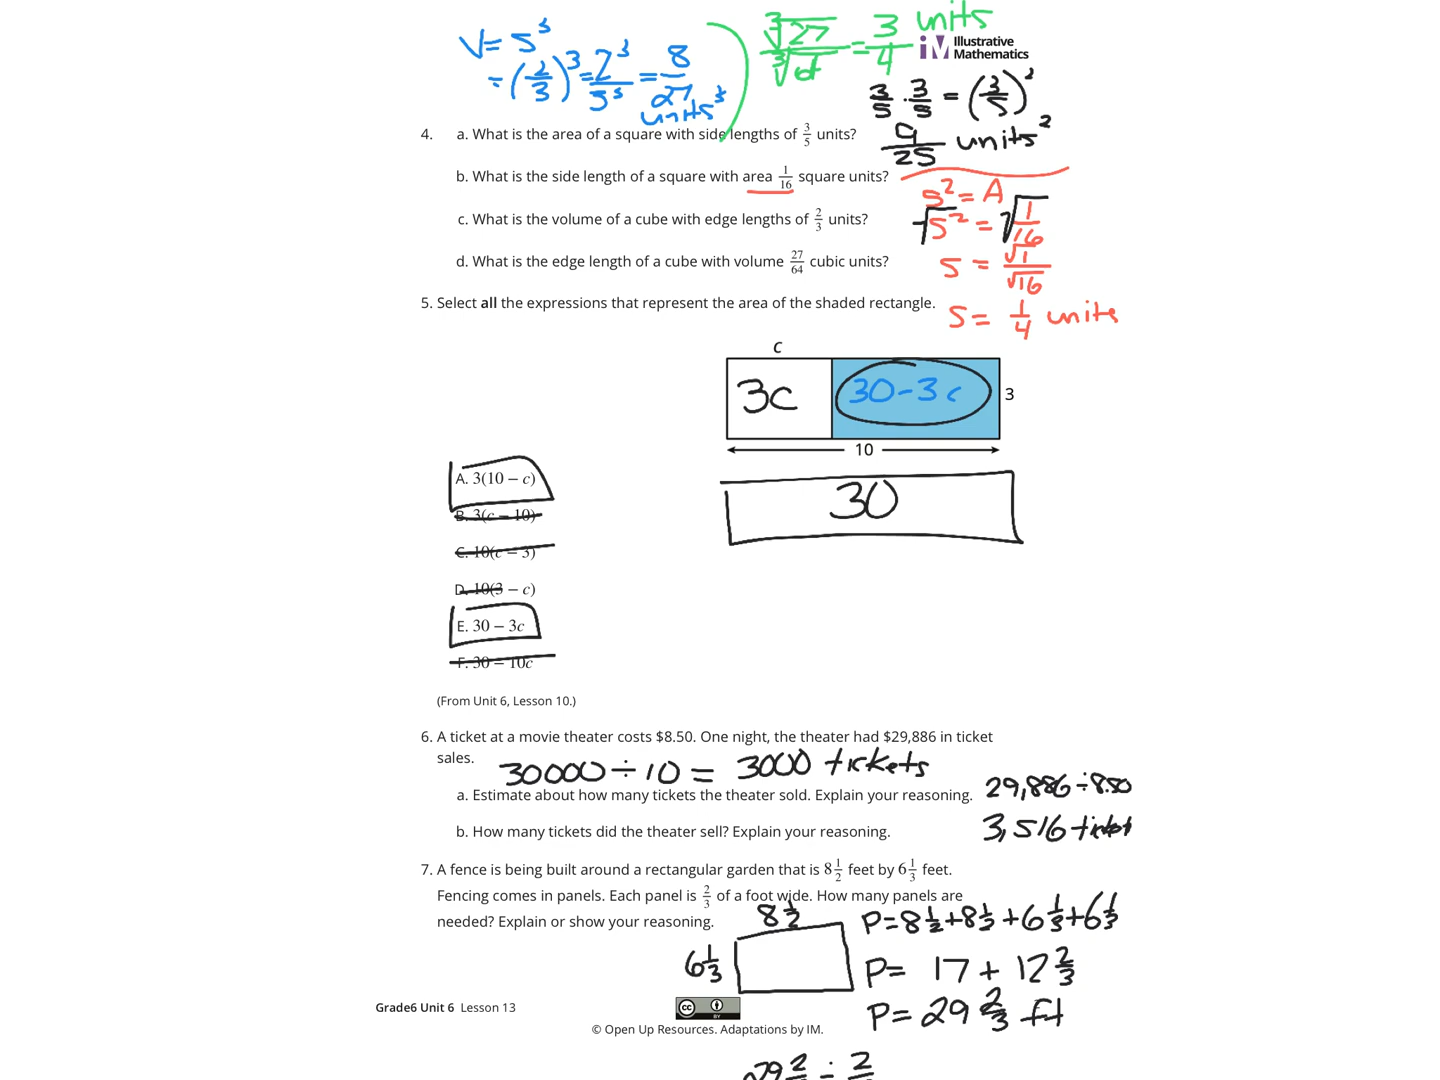 V = s³
= (2/3)³ = 2³/3³ = 8/27
units³
∛27/∛64 = 3/4 units
Illustrative
Mathematics
3/5 · 3/5 = (3/5)²
9/25 units²
4. a. What is the area of a square with side lengths of 3/5 units?
b. What is the side length of a square with area 1/16 square units?
s² = A
√s² = √1/16
c. What is the volume of a cube with edge lengths of 2/3 units?
d. What is the edge length of a cube with volume 27/64 cubic units?
s = √1/√16
5. Select all the expressions that represent the area of the shaded rectangle.
s = 1/4 units
c
3c 30-3c 3
10
30
A. 3(10 − c)
B. 3(c − 10)
C. 10(c − 3)
D. 10(3 − c)
E. 30 − 3c
F. 30 − 10c
(From Unit 6, Lesson 10.)
6. A ticket at a movie theater costs $8.50. One night, the theater had $29,886 in ticket
sales.
30000 ÷ 10 = 3000 tickets
a. Estimate about how many tickets the theater sold. Explain your reasoning.
29,886 ÷ 8.50
b. How many tickets did the theater sell? Explain your reasoning.
3,516 ticket
7. A fence is being built around a rectangular garden that is 8 1/2 feet by 6 1/3 feet.
Fencing comes in panels. Each panel is 2/3 of a foot wide. How many panels are
needed? Explain or show your reasoning.
8 1/2
6 1/3
P = 8 1/2 + 8 1/2 + 6 1/3 + 6 1/3
P = 17 + 12 2/3
P = 29 2/3 ft
Grade6 Unit 6 Lesson 13
cc BY
© Open Up Resources. Adaptations by IM.